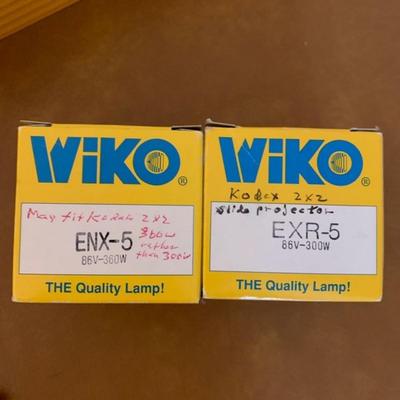 WIKO®
May fit Kodak 2x2
360w
rather
than 300w
ENX-5
86V-360W
THE Quality Lamp!
WIKO®
Kodex 2x2
slide projector
EXR-5
86V-300W
THE Quality Lamp!